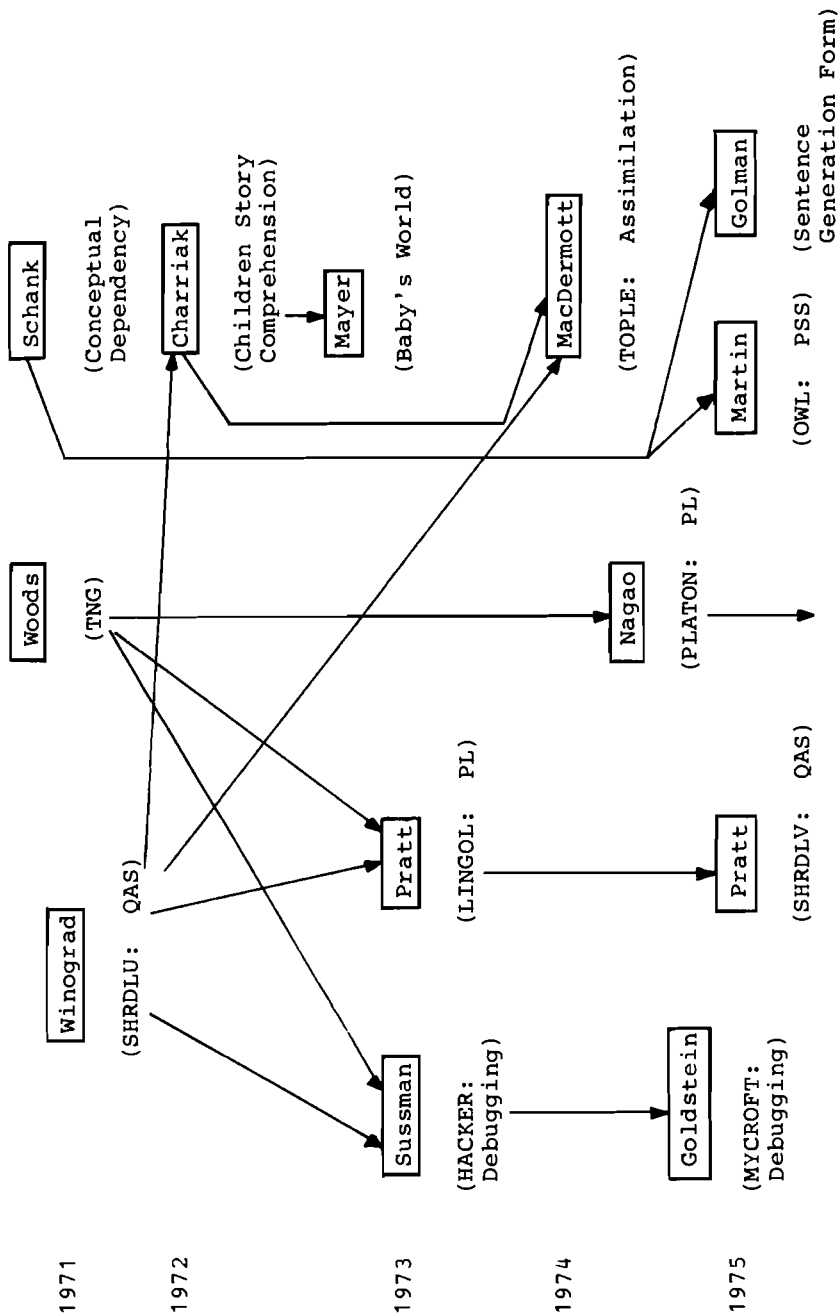 1971
Winograd
(SHRDLU: QAS)
Woods
(TNG)
Schank
(Conceptual
Dependency)
1972
Charriak
(Children Story
Comprehension)
1973
Sussman
(HACKER:
Debugging)
Pratt
(LINGOL: PL)
Mayer
(Baby's World)
1974
Nagao
(PLATON: PL)
MacDermott
(TOPLE: Assimilation)
1975
Goldstein
(MYCROFT:
Debugging)
Pratt
(SHRDLV: QAS)
Martin
(OWL: PSS)
Golman
(Sentence
Generation Form)